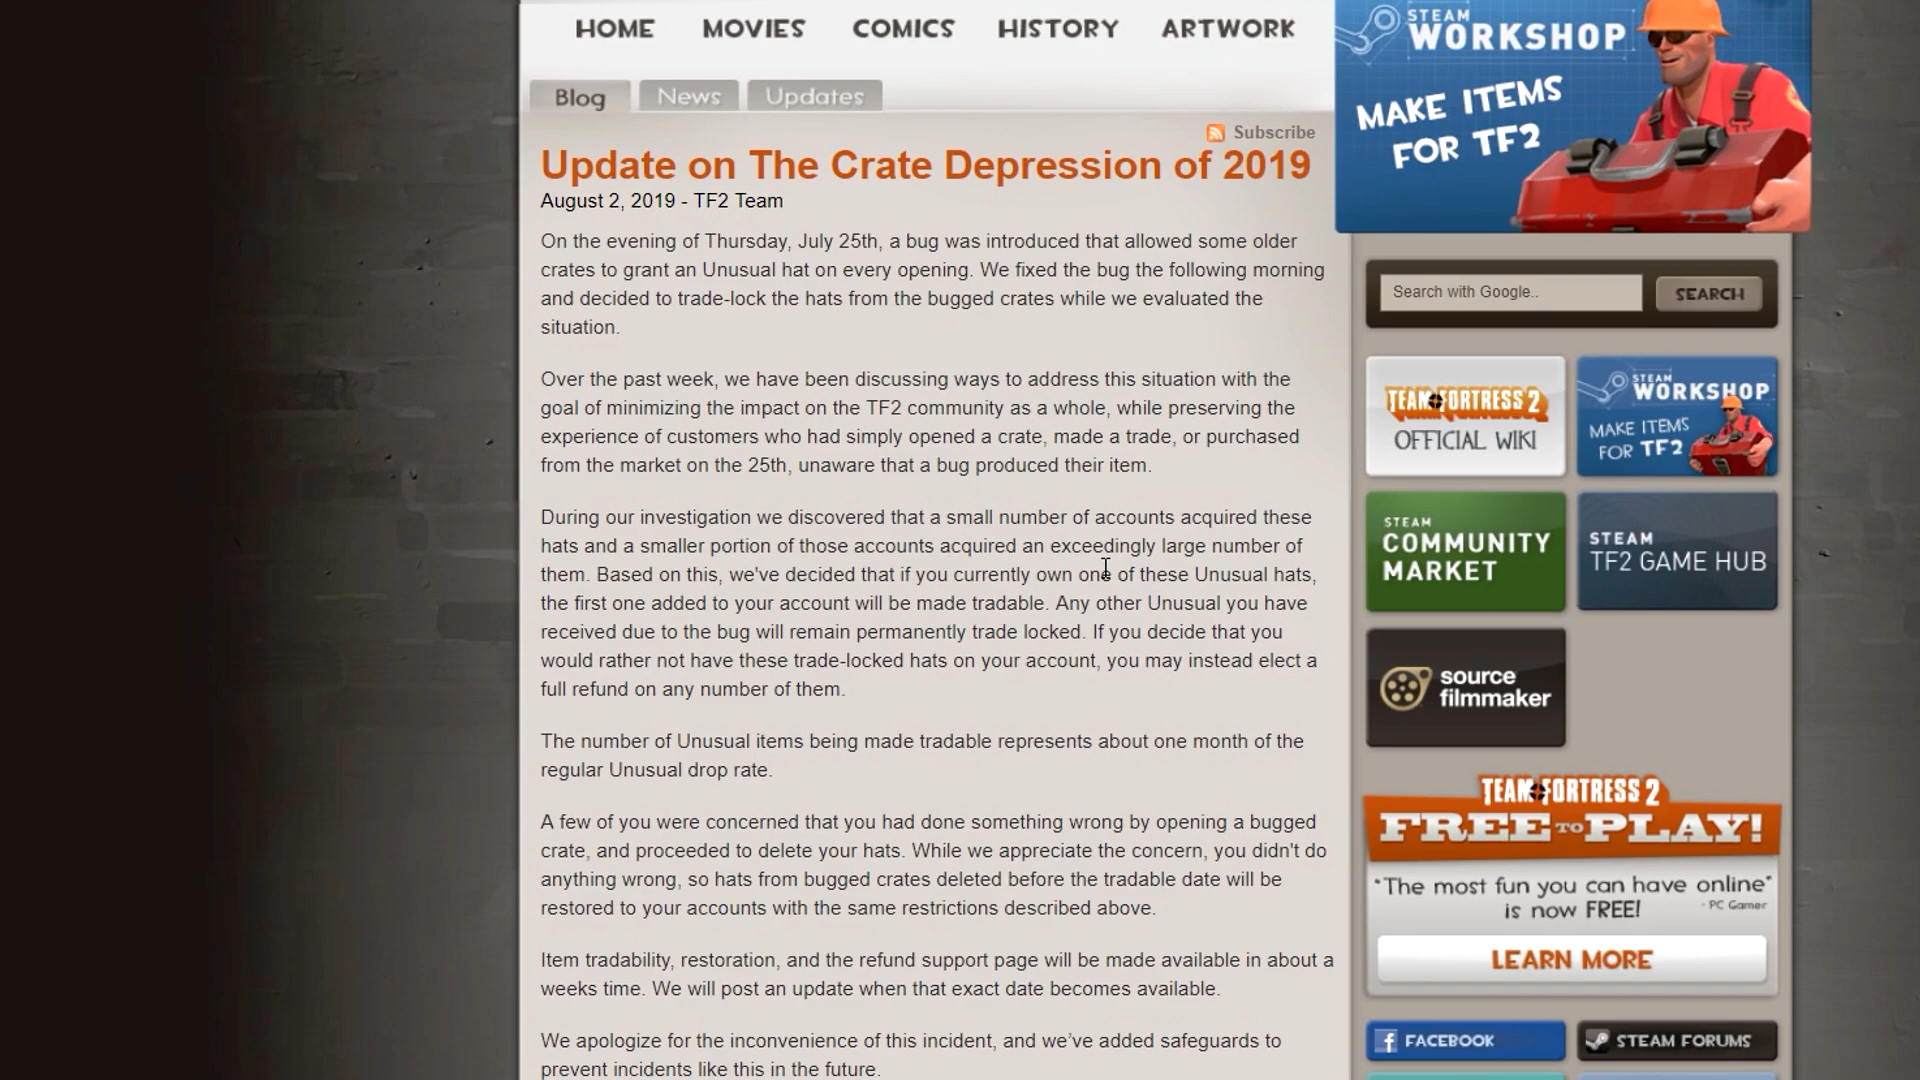 HOME MOVIES COMICS HISTORY ARTWORK
Blog News Updates
Subscribe
Update on The Crate Depression of 2019
August 2, 2019 - TF2 Team
On the evening of Thursday, July 25th, a bug was introduced that allowed some older
crates to grant an Unusual hat on every opening. We fixed the bug the following morning
and decided to trade-lock the hats from the bugged crates while we evaluated the
situation.
Over the past week, we have been discussing ways to address this situation with the
goal of minimizing the impact on the TF2 community as a whole, while preserving the
experience of customers who had simply opened a crate, made a trade, or purchased
from the market on the 25th, unaware that a bug produced their item.
During our investigation we discovered that a small number of accounts acquired these
hats and a smaller portion of those accounts acquired an exceedingly large number of
them. Based on this, we've decided that if you currently own one of these Unusual hats,
the first one added to your account will be made tradable. Any other Unusual you have
received due to the bug will remain permanently trade locked. If you decide that you
would rather not have these trade-locked hats on your account, you may instead elect a
full refund on any number of them.
The number of Unusual items being made tradable represents about one month of the
regular Unusual drop rate.
A few of you were concerned that you had done something wrong by opening a bugged
crate, and proceeded to delete your hats. While we appreciate the concern, you didn't do
anything wrong, so hats from bugged crates deleted before the tradable date will be
restored to your accounts with the same restrictions described above.
Item tradability, restoration, and the refund support page will be made available in about a
weeks time. We will post an update when that exact date becomes available.
We apologize for the inconvenience of this incident, and we've added safeguards to
prevent incidents like this in the future.
STEAM
WORKSHOP
MAKE ITEMS
FOR TF2
Search with Google..
SEARCH
TEAM FORTRESS 2
OFFICIAL WIKI
STEAM
WORKSHOP
MAKE ITEMS
FOR TF2
STEAM
COMMUNITY
MARKET
STEAM
TF2 GAME HUB
source
filmmaker
TEAM FORTRESS 2
FREE TO PLAY!
"The most fun you can have online"
is now FREE!
- PC Gamer
LEARN MORE
FACEBOOK
STEAM FORUMS